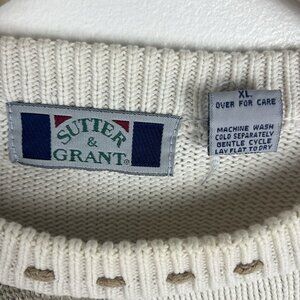 SUTTER
&
GRANT®
XL
OVER FOR CARE
MACHINE WASH
COLD SEPARATELY
GENTLE CYCLE
LAY FLAT TO DRY